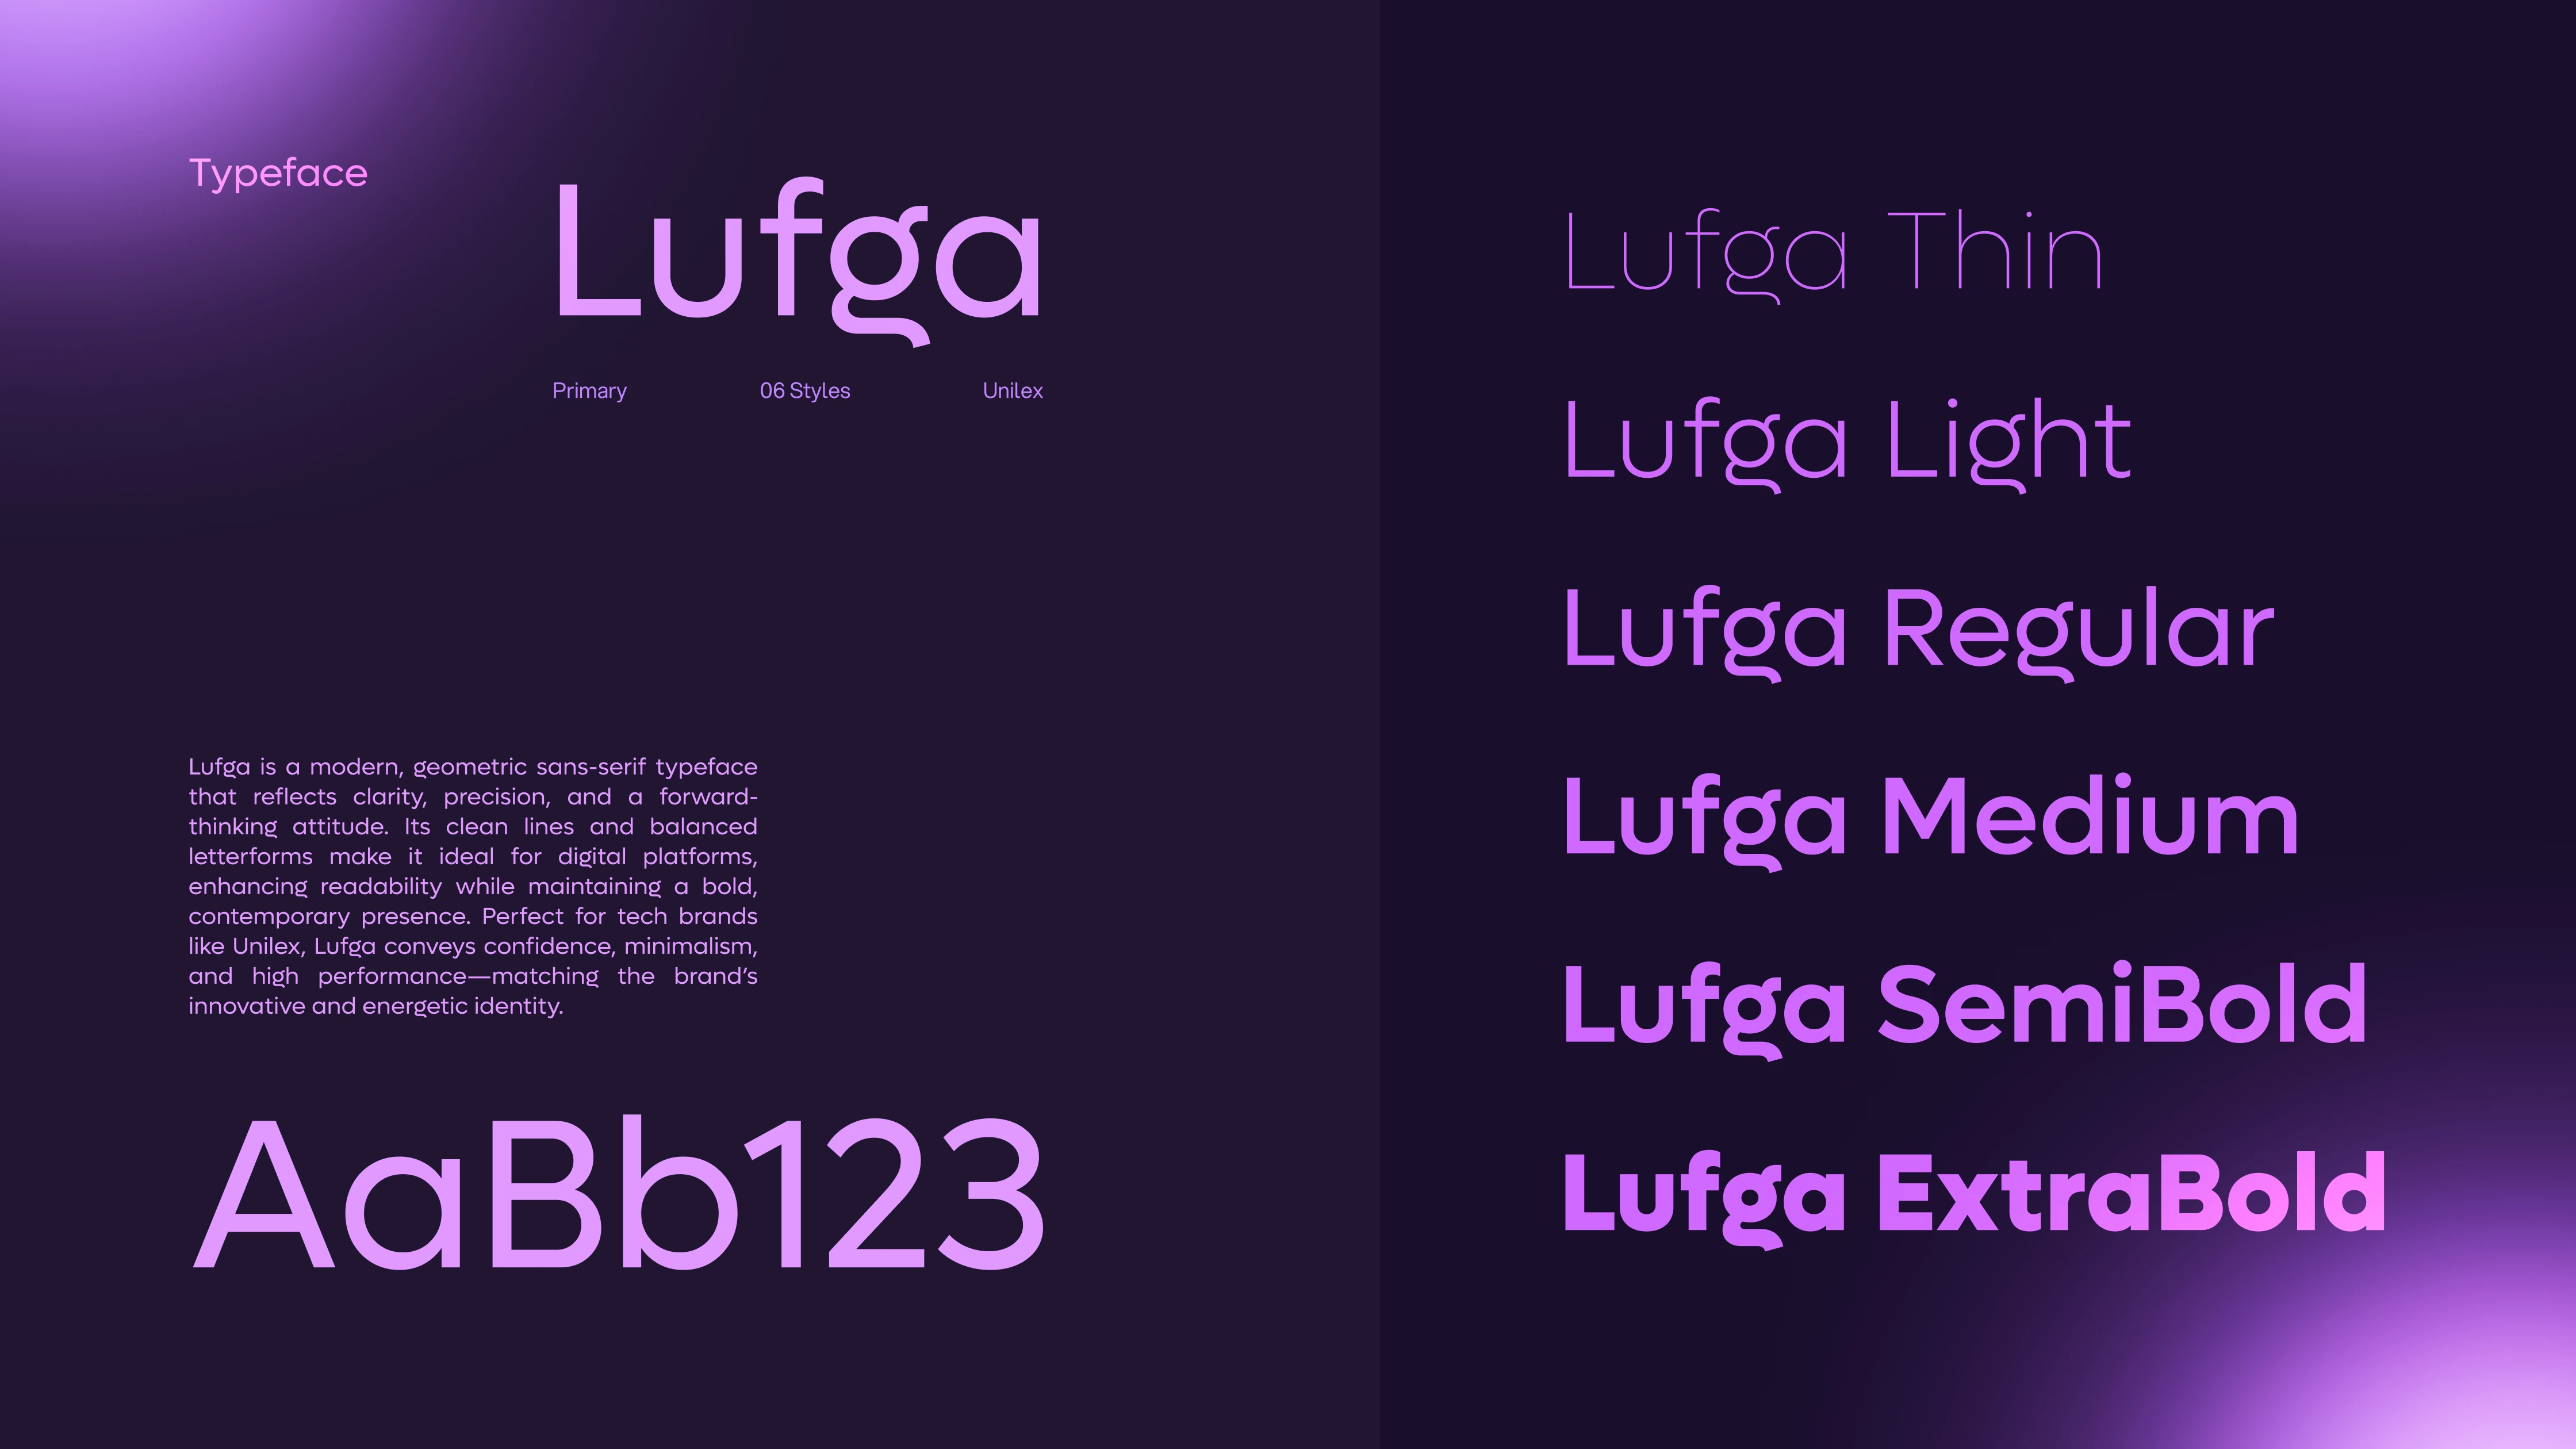 Typeface
Lufga
Primary
06 Styles
Unilex
Lufga is a modern, geometric sans-serif typeface
that reflects clarity, precision, and a forward-
thinking attitude. Its clean lines and balanced
letterforms make it ideal for digital platforms,
enhancing readability while maintaining a bold,
contemporary presence. Perfect for tech brands
like Unilex, Lufga conveys confidence, minimalism,
and high performance—matching the brand’s
innovative and energetic identity.
AaBb123
Lufga Thin
Lufga Light
Lufga Regular
Lufga Medium
Lufga SemiBold
Lufga ExtraBold